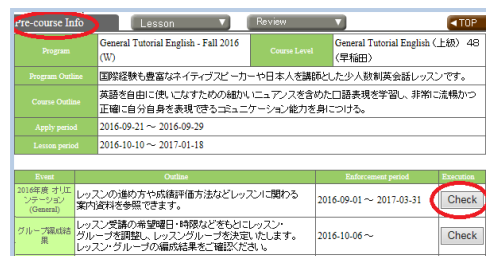 Pre-course Info Lesson ▼ Review ▼ ◀TOP
Program General Tutorial English - Fall 2016 (W) Course Level General Tutorial English (上級) 48 (早稲田)
Program Outline 国際経験も豊富なネイティブスピーカーや日本人を講師とした少人数制英会話レッスンです。
Course Outline 英語を自由に使いこなすための細かいニュアンスを含めた口語表現を学習し、非常に流暢かつ
正確に自分自身を表現できるコミュニケーション能力を身につける。
Apply period 2016-09-21 ～ 2016-09-29
Lesson period 2016-10-10 ～ 2017-01-18
Event Outline Enforcement period Execution
2016年度 オリエンテーション (General) レッスンの進め方や成績評価方法などレッスンに関わる
案内資料を参照できます。 2016-09-01 ～ 2017-03-31 Check
グループ編成結果 レッスン受講の希望曜日・時限などをもとにレッスン・
グループを調整し、レッスングループを決定いたします。 2016-10-06 ～ Check
レッスン・グループの編成結果をご確認ください。